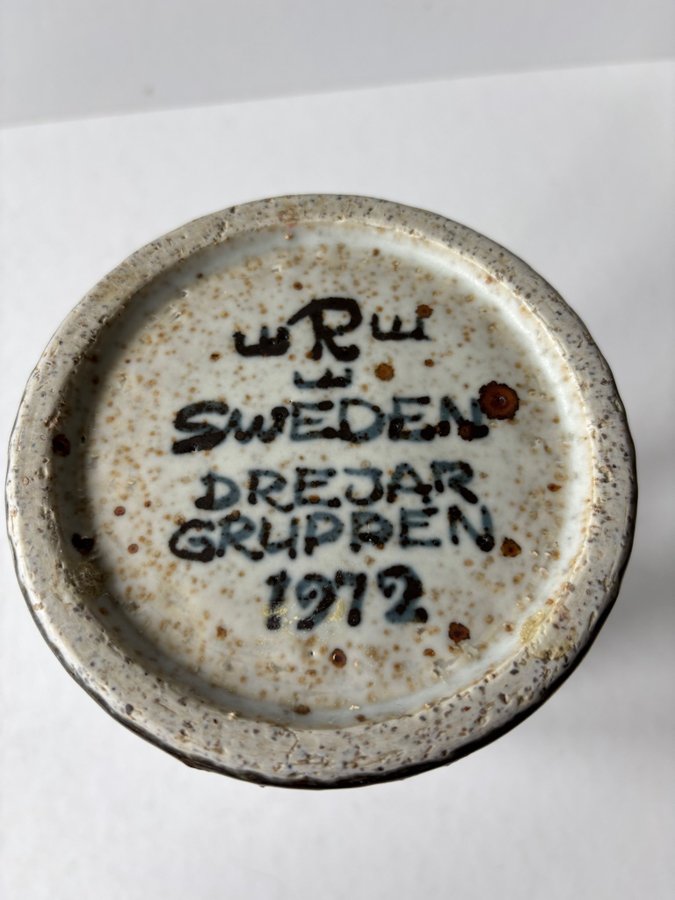 R
SWEDEN
DREJAR
GRUPPEN
1972